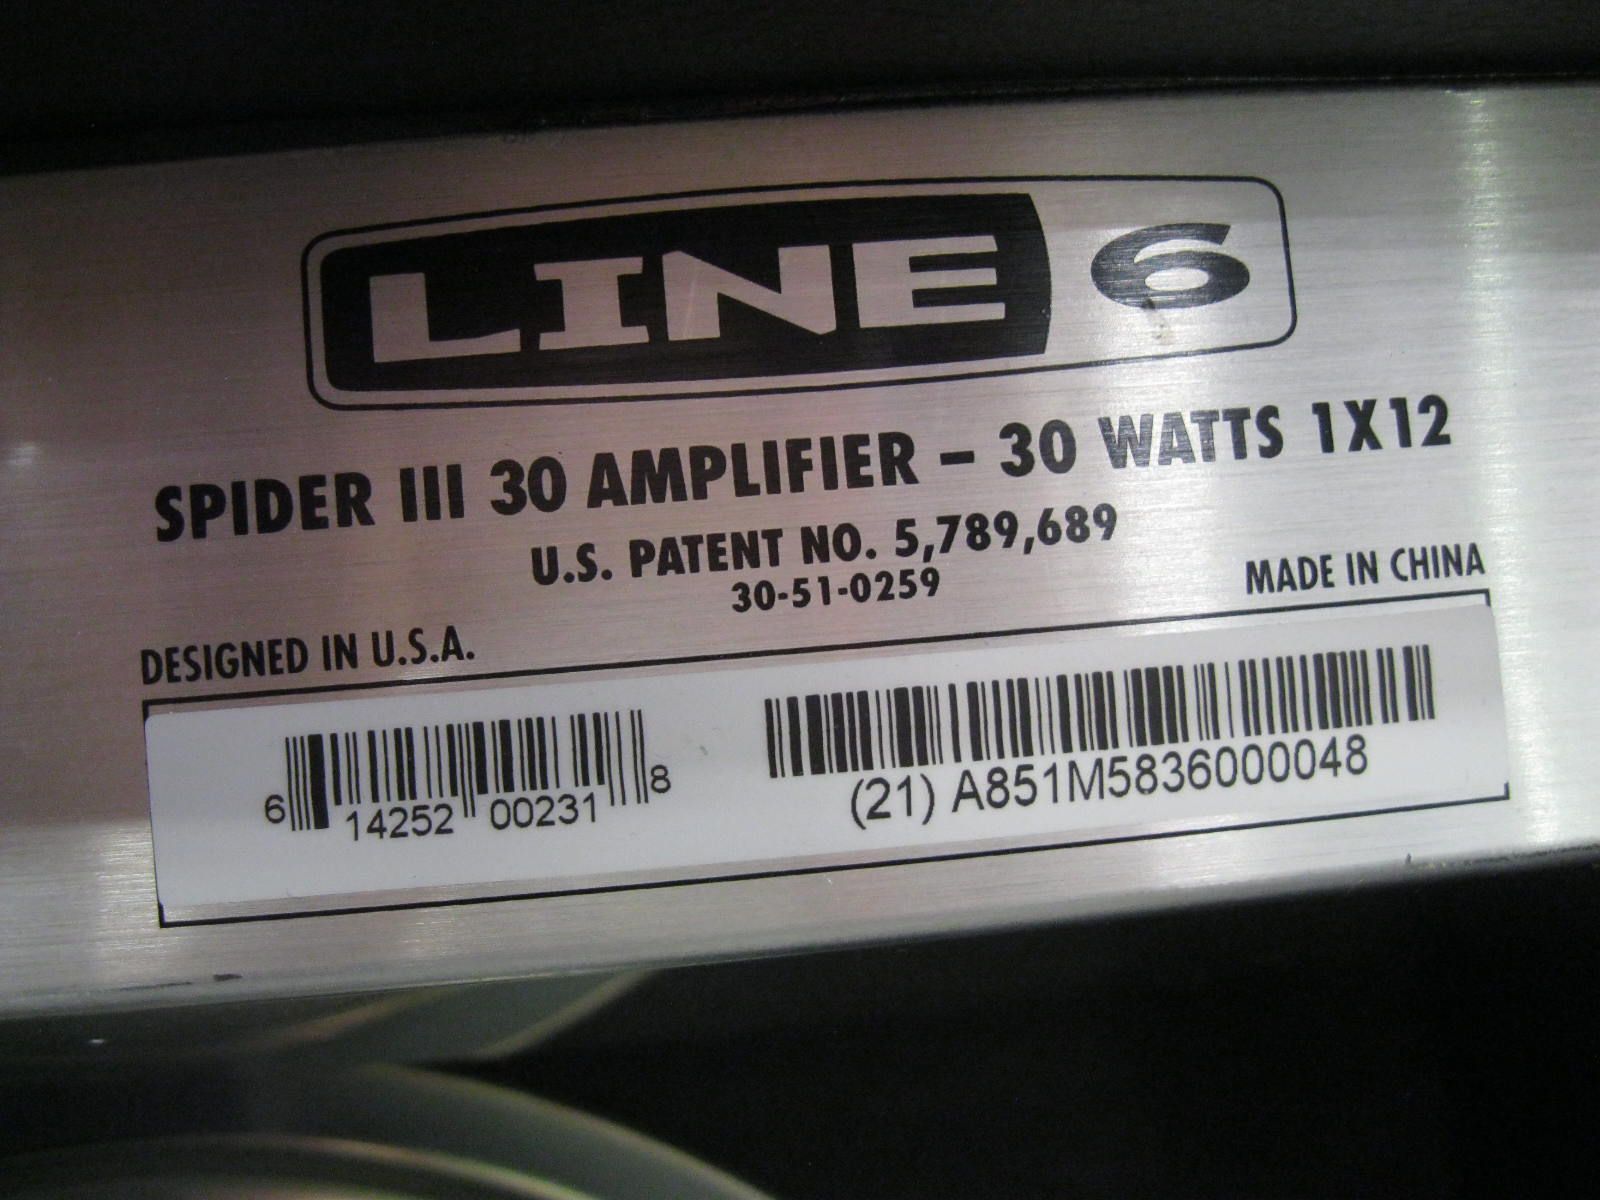 LINE 6
SPIDER III 30 AMPLIFIER – 30 WATTS 1X12
U.S. PATENT NO. 5,789,689
30-51-0259
DESIGNED IN U.S.A. MADE IN CHINA
6 14252 00231 8
(21) A851M5836000048